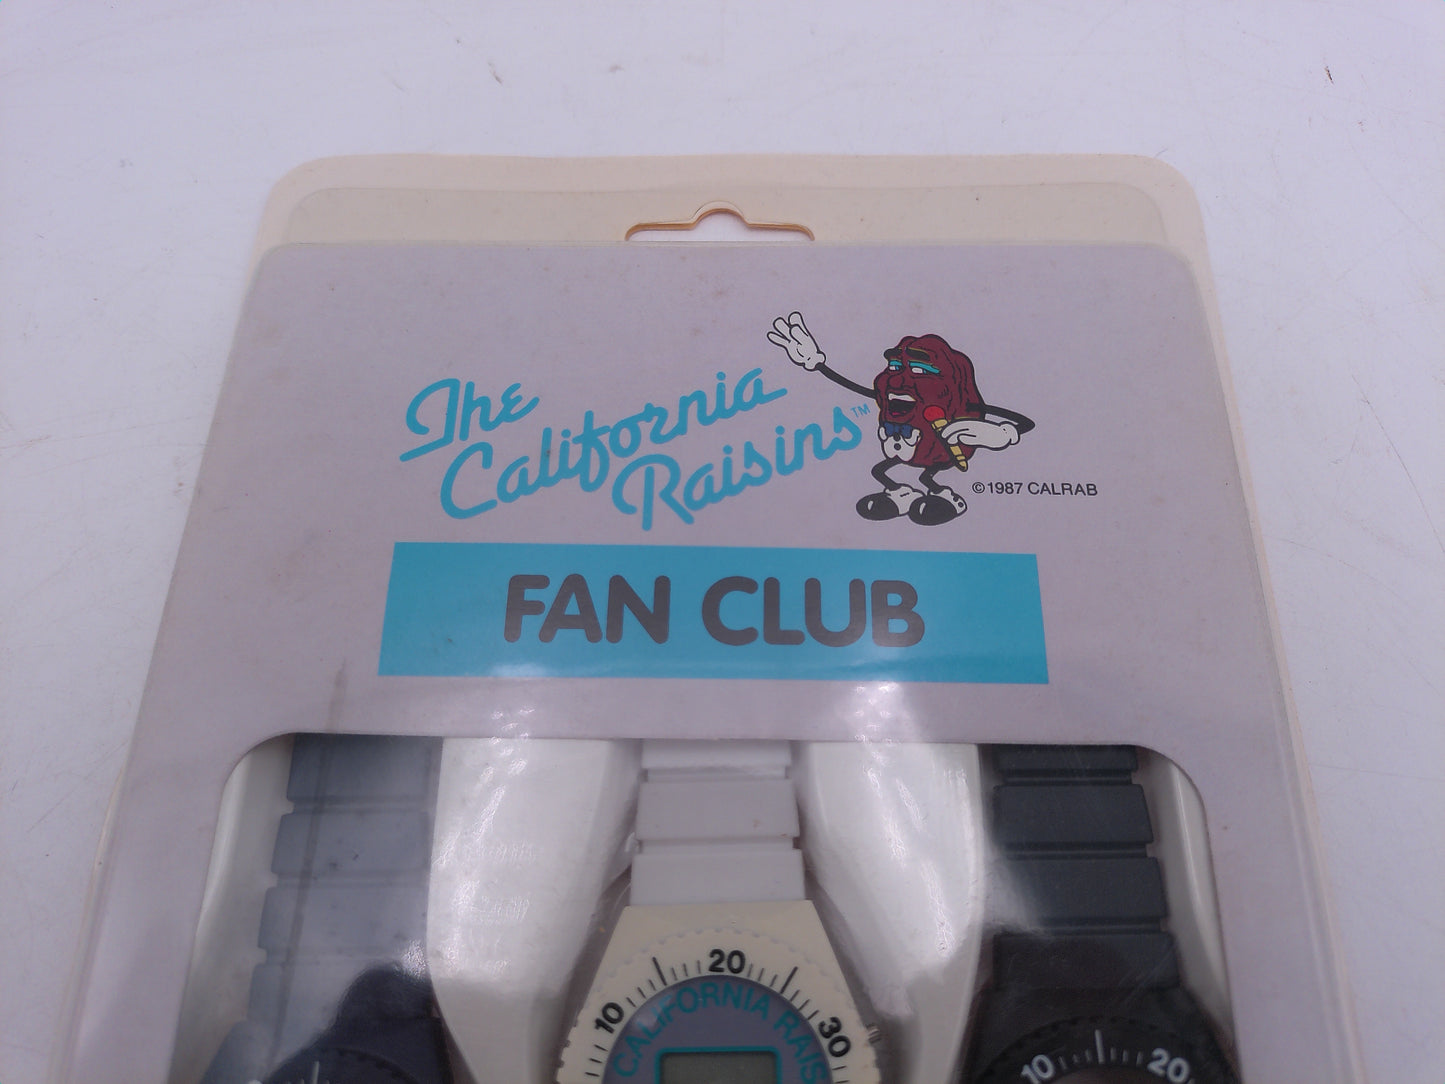 The
California
Raisins™
©1987 CALRAB
FAN CLUB
10 20 30
CALIFORNIA RAIS
10 20